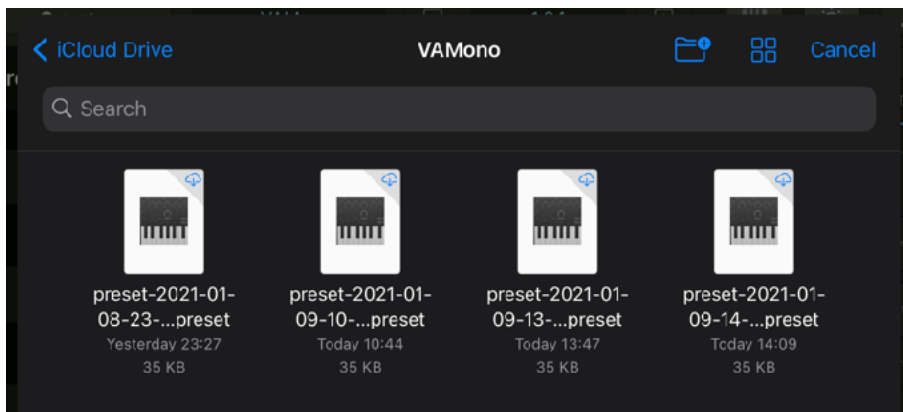 iCloud Drive
VAMono
Cancel
Search
preset-2021-01-
08-23-...preset
Yesterday 23:27
35 KB
preset-2021-01-
09-10-...preset
Today 10:44
35 KB
preset-2021-01-
09-13-...preset
Today 13:47
35 KB
preset-2021-01-
09-14-...preset
Today 14:09
35 KB